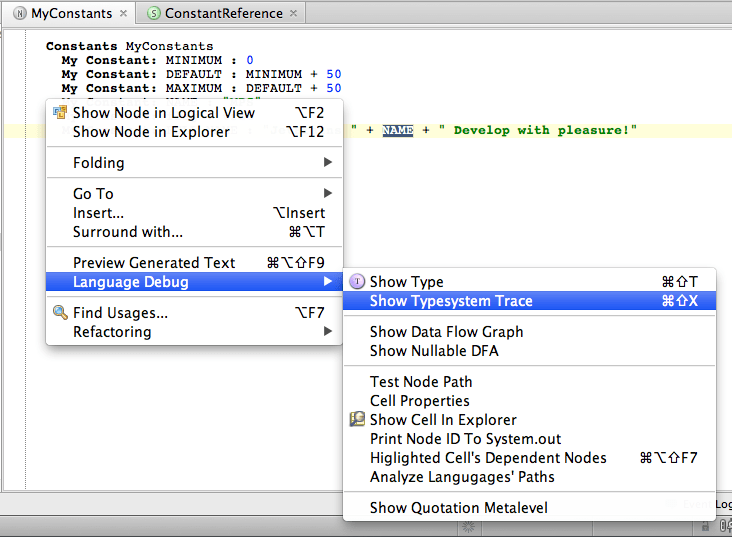 MyConstants ConstantReference
Constants MyConstants
My Constant: MINIMUM : 0
My Constant: DEFAULT : MINIMUM + 50
My Constant: MAXIMUM : DEFAULT + 50
" + NAME + " Develop with pleasure!"
Show Node in Logical View ⌥F2
Show Node in Explorer ⌥F12
Folding
Go To
Insert... ⌥Insert
Surround with... ⌘⌥T
Preview Generated Text ⌘⌥⇧F9
Language Debug
Find Usages... ⌥F7
Refactoring
Show Type ⌘⇧T
Show Typesystem Trace ⌘⇧X
Show Data Flow Graph
Show Nullable DFA
Test Node Path
Cell Properties
Show Cell In Explorer
Print Node ID To System.out
Higlighted Cell's Dependent Nodes ⌘⌥⇧F7
Analyze Langugages' Paths
Show Quotation Metalevel